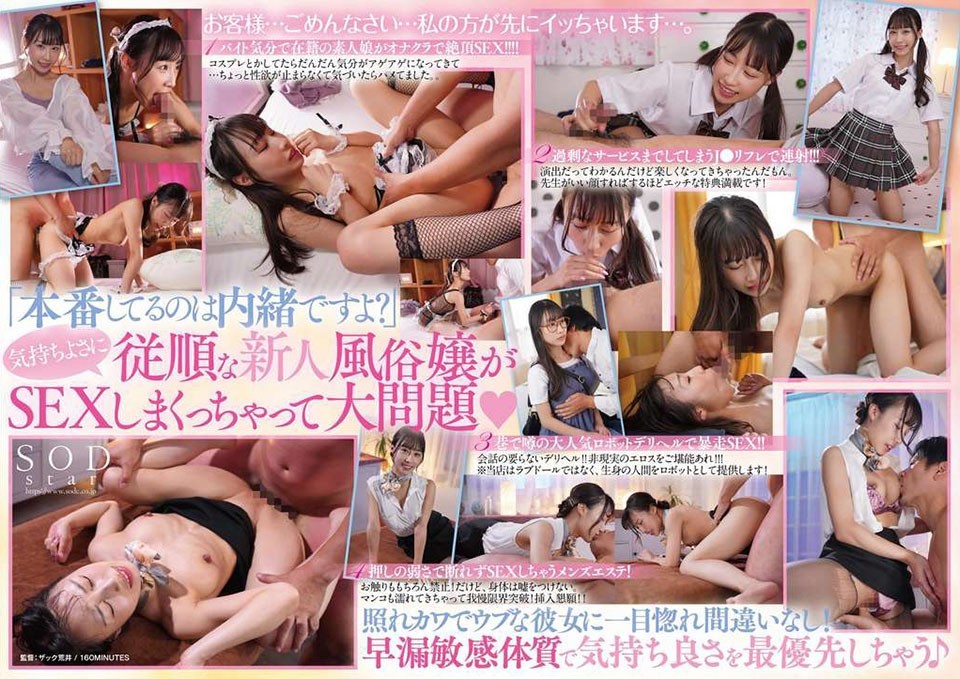 お客様…ごめんなさい…私の方が先にイッちゃいます…。
1バイト気分で在籍の素人娘がオナクラで絶頂SEX!!!!
コスプレとかしてたらだんだん気分がアゲアゲになってきて
…ちょっと性欲が止まらなくて気づいたらハメてました。。
2過剰なサービスまでしてしまうJ●リフレで連射!!!
演出だってわかるんだけど楽しくなってきちゃったんだもん。
先生がいい顔すればするほどエッチな特典満載です!
「本番してるのは内緒ですよ?」
気持ちよさに
従順な新人風俗嬢が
SEXしまくっちゃって大問題♥
3巷で噂の大人気ロボットデリヘルで暴走SEX!!
会話の要らないデリヘル!!非現実のエロスをご堪能あれ!!!
※当店はラブドールではなく、生身の人間をロボットとして提供します!
SOD
star
https://www.sodc.co.jp
4押しの弱さで断れずSEXしちゃうメンズエステ!
お触りももちろん禁止!だけど、身体は嘘をつけない
マンコも濡れてきちゃって我慢限界突破!挿入懇願!!
照れカワでウブな彼女に一目惚れ間違いなし!
早漏敏感体質で気持ち良さを最優先しちゃう♪
監督:ザック荒井/160MINUTES